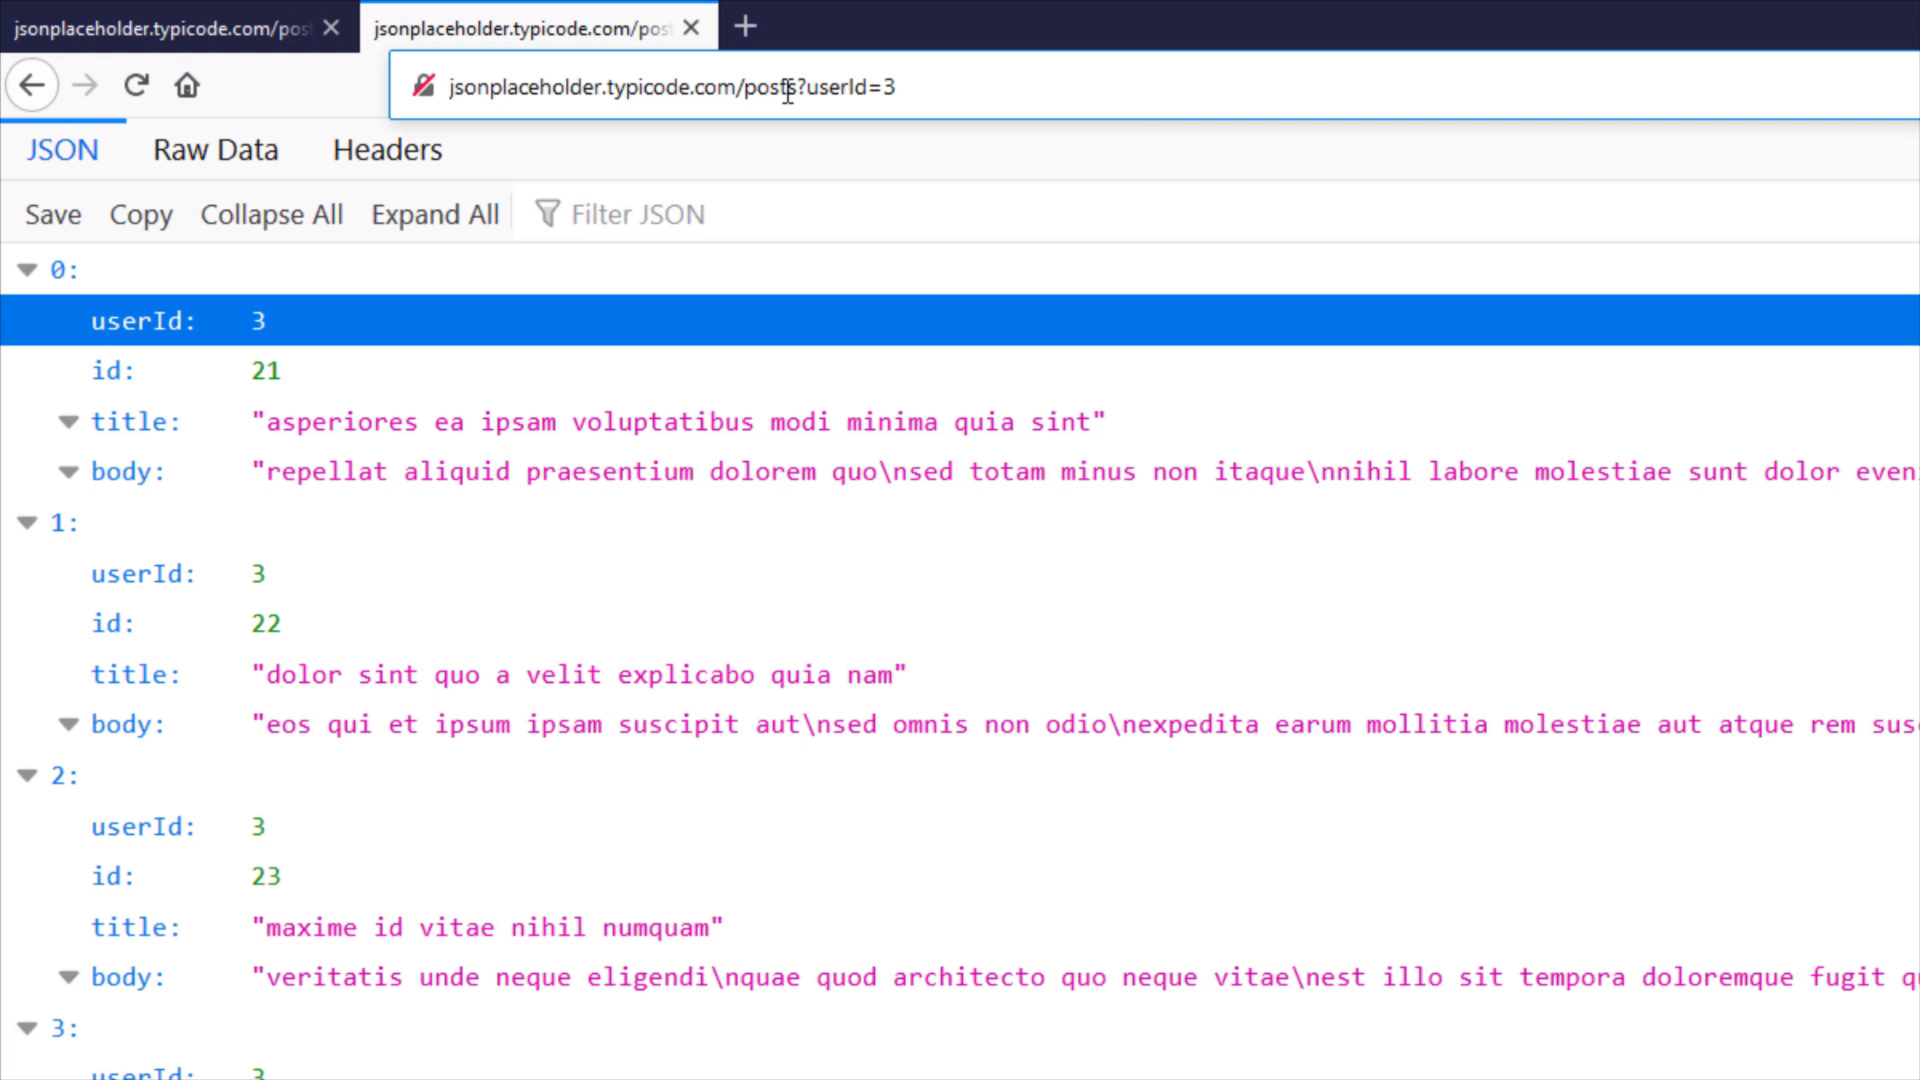 jsonplaceholder.typicode.com/pos jsonplaceholder.typicode.com/pos
jsonplaceholder.typicode.com/posts?userId=3
JSON Raw Data Headers
Save Copy Collapse All Expand All Filter JSON
0:
userId: 3
id: 21
title: "asperiores ea ipsam voluptatibus modi minima quia sint"
body: "repellat aliquid praesentium dolorem quo\nsed totam minus non itaque\nnihil labore molestiae sunt dolor even
1:
userId: 3
id: 22
title: "dolor sint quo a velit explicabo quia nam"
body: "eos qui et ipsum ipsam suscipit aut\nsed omnis non odio\nexpedita earum mollitia molestiae aut atque rem sus
2:
userId: 3
id: 23
title: "maxime id vitae nihil numquam"
body: "veritatis unde neque eligendi\nquae quod architecto quo neque vitae\nest illo sit tempora doloremque fugit q
3:
userId: 3